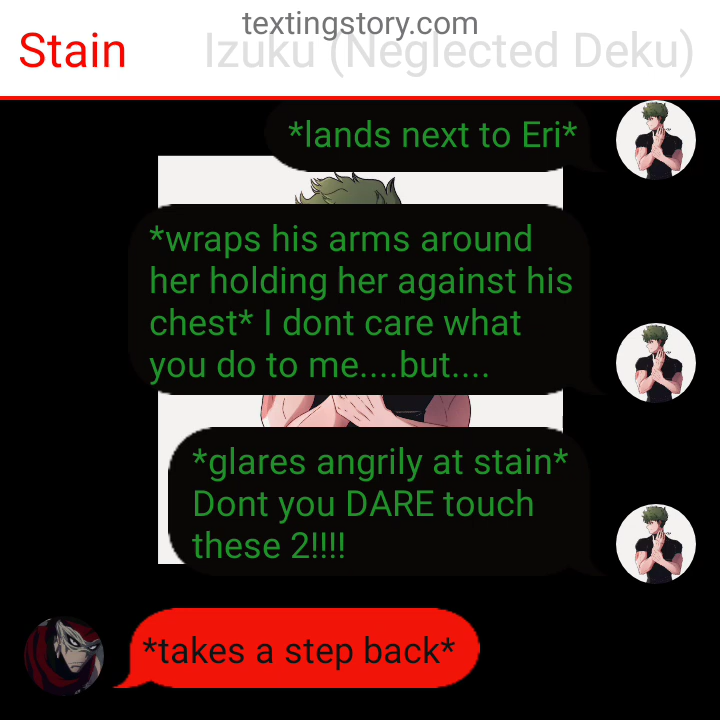 textingstory.com
Stain
Izuku (Neglected Deku)
*lands next to Eri*
*wraps his arms around
her holding her against his
chest* I dont care what
you do to me....but....
*glares angrily at stain*
Dont you DARE touch
these 2!!!!
*takes a step back*